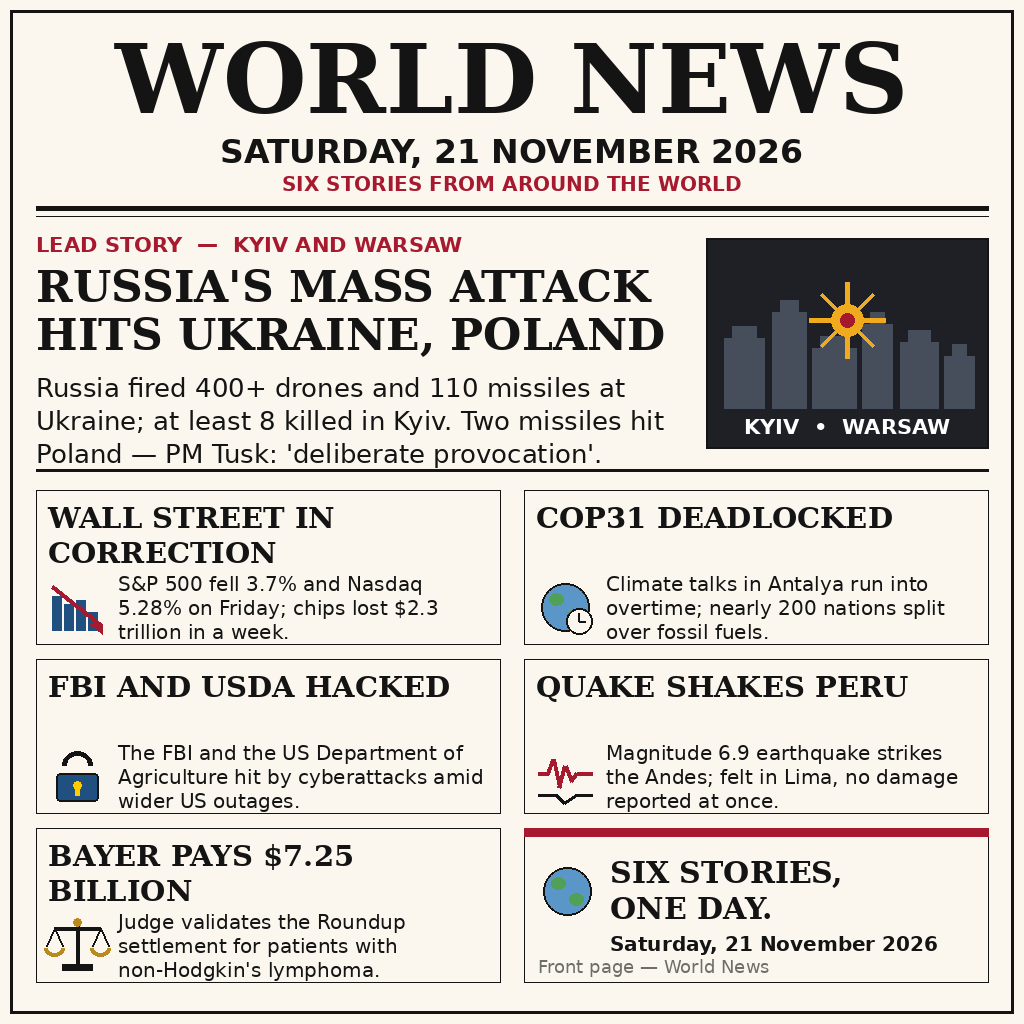 WORLD NEWS
SATURDAY, 21 NOVEMBER 2026
SIX STORIES FROM AROUND THE WORLD
LEAD STORY — KYIV AND WARSAW
RUSSIA'S MASS ATTACK
HITS UKRAINE, POLAND
Russia fired 400+ drones and 110 missiles at
Ukraine; at least 8 killed in Kyiv. Two missiles hit
Poland — PM Tusk: 'deliberate provocation'.
KYIV • WARSAW
WALL STREET IN
CORRECTION
S&P 500 fell 3.7% and Nasdaq
5.28% on Friday; chips lost $2.3
trillion in a week.
COP31 DEADLOCKED
Climate talks in Antalya run into
overtime; nearly 200 nations split
over fossil fuels.
FBI AND USDA HACKED
The FBI and the US Department of
Agriculture hit by cyberattacks amid
wider US outages.
QUAKE SHAKES PERU
Magnitude 6.9 earthquake strikes
the Andes; felt in Lima, no damage
reported at once.
BAYER PAYS $7.25
BILLION
Judge validates the Roundup
settlement for patients with
non-Hodgkin's lymphoma.
SIX STORIES,
ONE DAY.
Saturday, 21 November 2026
Front page — World News